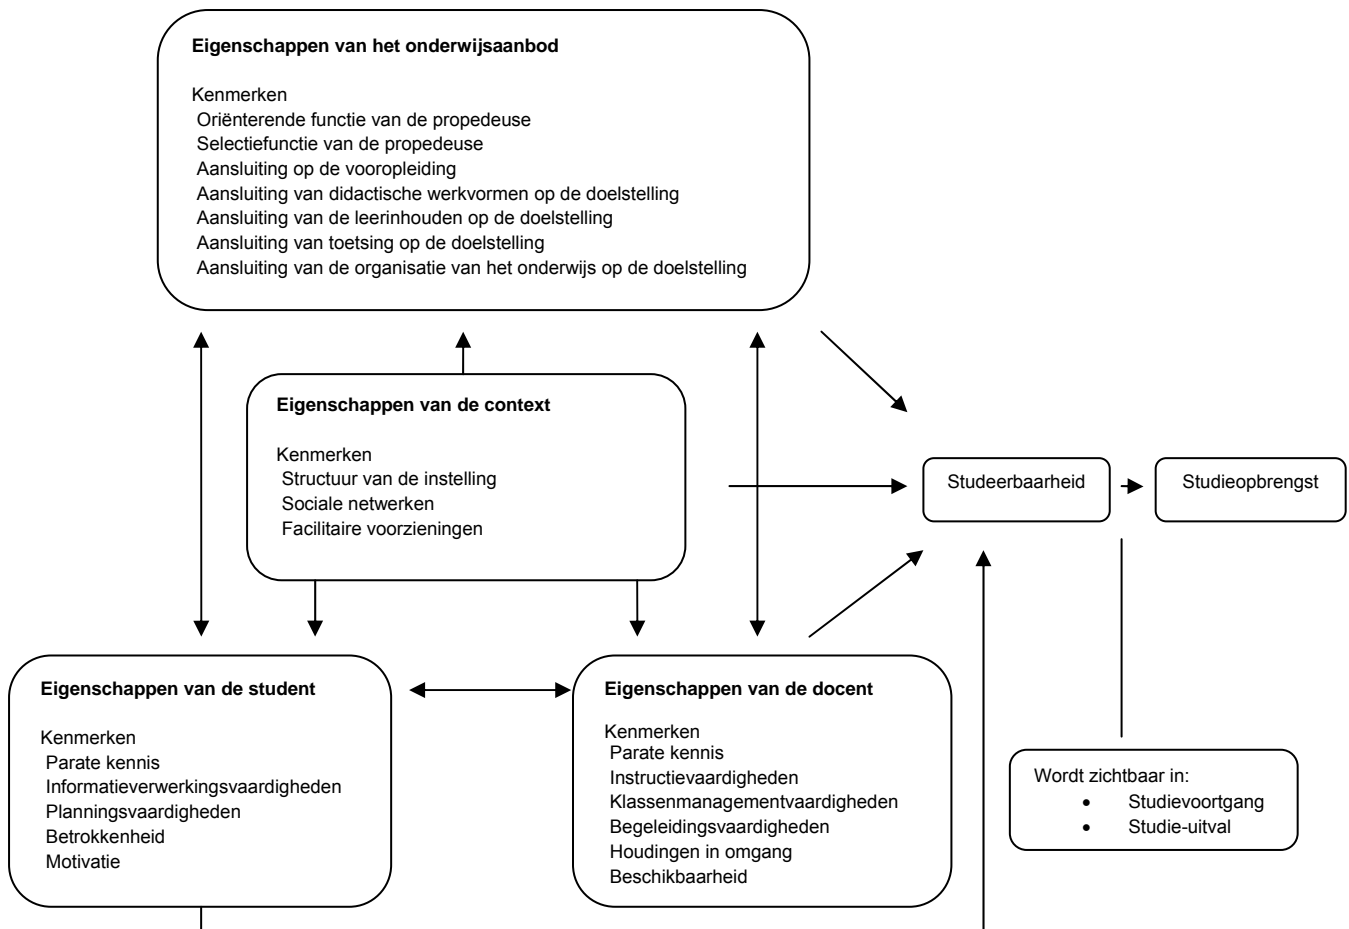 Eigenschappen van het onderwijsaanbod
Kenmerken
Oriënterende functie van de propedeuse
Selectiefunctie van de propedeuse
Aansluiting op de vooropleiding
Aansluiting van didactische werkvormen op de doelstelling
Aansluiting van de leerinhouden op de doelstelling
Aansluiting van toetsing op de doelstelling
Aansluiting van de organisatie van het onderwijs op de doelstelling
Eigenschappen van de context
Kenmerken
Structuur van de instelling
Sociale netwerken
Facilitaire voorzieningen
Studeerbaarheid
Studieopbrengst
Eigenschappen van de student
Kenmerken
Parate kennis
Informatieverwerkingsvaardigheden
Planningsvaardigheden
Betrokkenheid
Motivatie
Eigenschappen van de docent
Kenmerken
Parate kennis
Instructievaardigheden
Klassenmanagementvaardigheden
Begeleidingsvaardigheden
Houdingen in omgang
Beschikbaarheid
Wordt zichtbaar in:
• Studievoortgang
• Studie-uitval